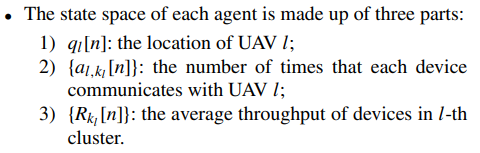 • The state space of each agent is made up of three parts:
1) q_l[n]: the location of UAV l;
2) {a_{l,k_l}[n]}: the number of times that each device
communicates with UAV l;
3) {R_{k_l}[n]}: the average throughput of devices in l-th
cluster.